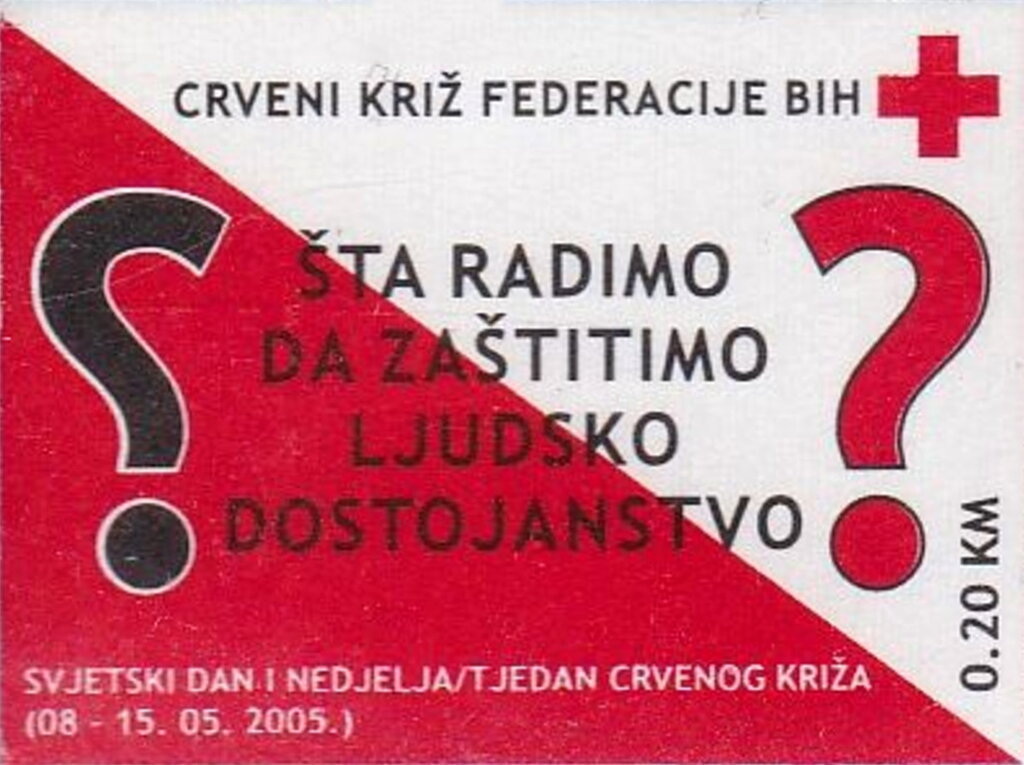 CRVENI KRIŽ FEDERACIJE BIH
ŠTA RADIMO
DA ZAŠTITIMO
LJUDSKO
DOSTOJANSTVO
0.20 KM
SVJETSKI DAN I NEDJELJA/TJEDAN CRVENOG KRIŽA
(08 - 15. 05. 2005.)